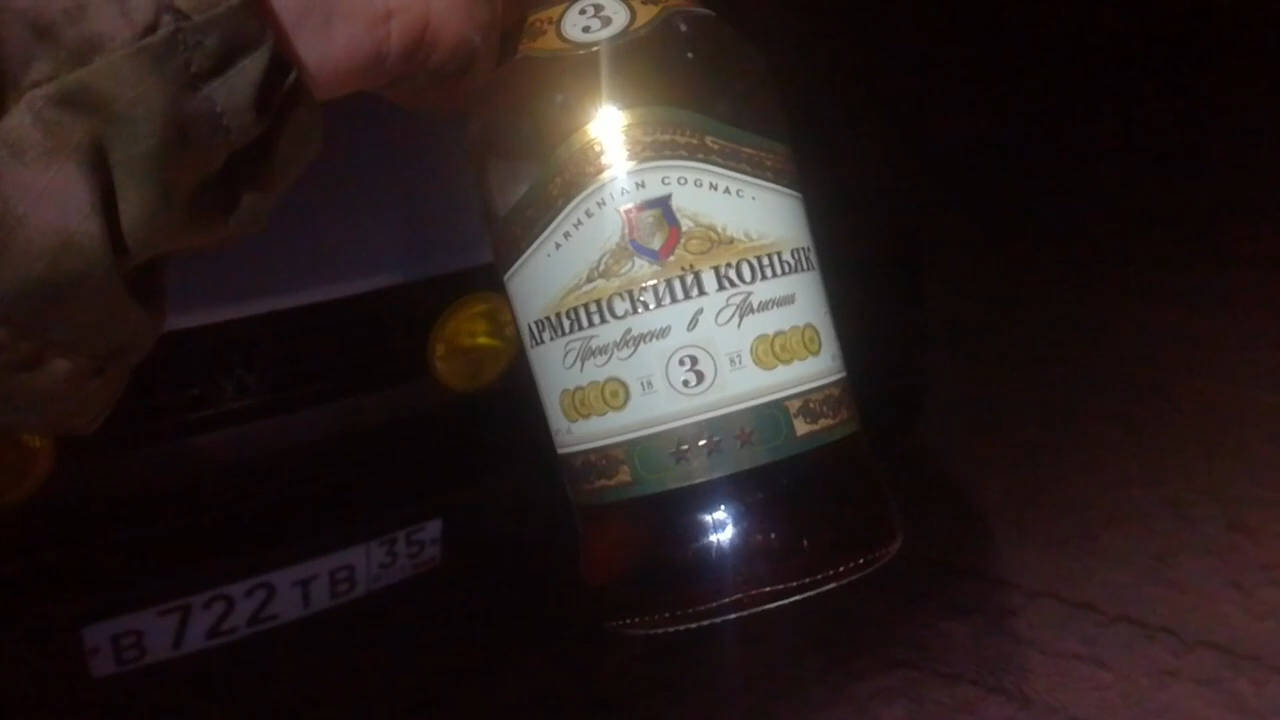 3
ARMENIAN COGNAC
АРМЯНСКИЙ КОНЬЯК
Произведено в Армении
18 3 87
В 722 ТВ 35